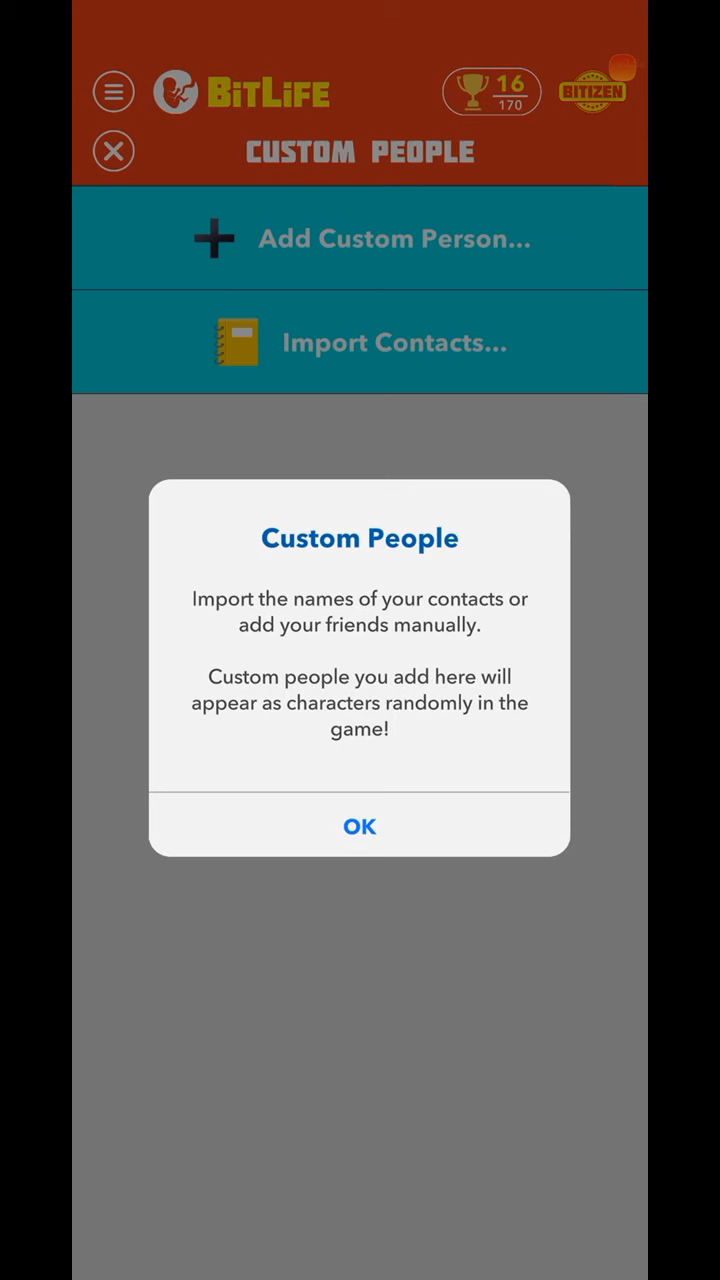 BitLife
16
170
BITIZEN
CUSTOM PEOPLE
Add Custom Person...
Import Contacts...
Custom People
Import the names of your contacts or
add your friends manually.
Custom people you add here will
appear as characters randomly in the
game!
OK